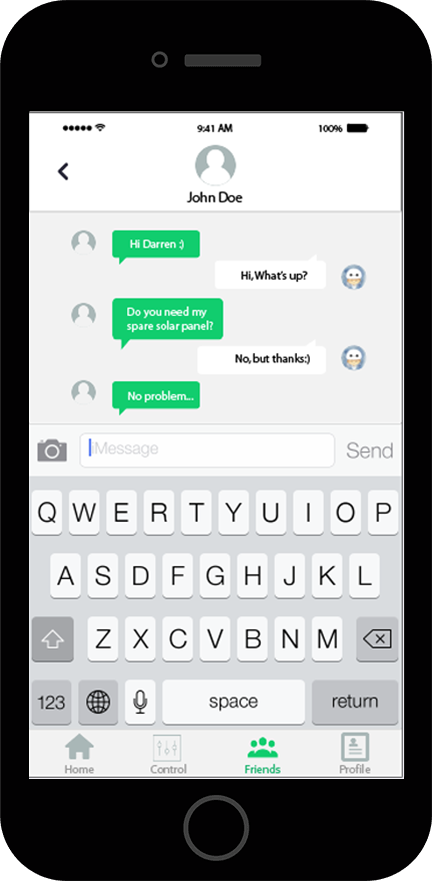 9:41 AM 100%
John Doe
Hi Darren :)
Hi, What's up?
Do you need my
spare solar panel?
No, but thanks:)
No problem...
iMessage Send
Q W E R T Y U I O P
A S D F G H J K L
Z X C V B N M
123 space return
Home Control Friends Profile